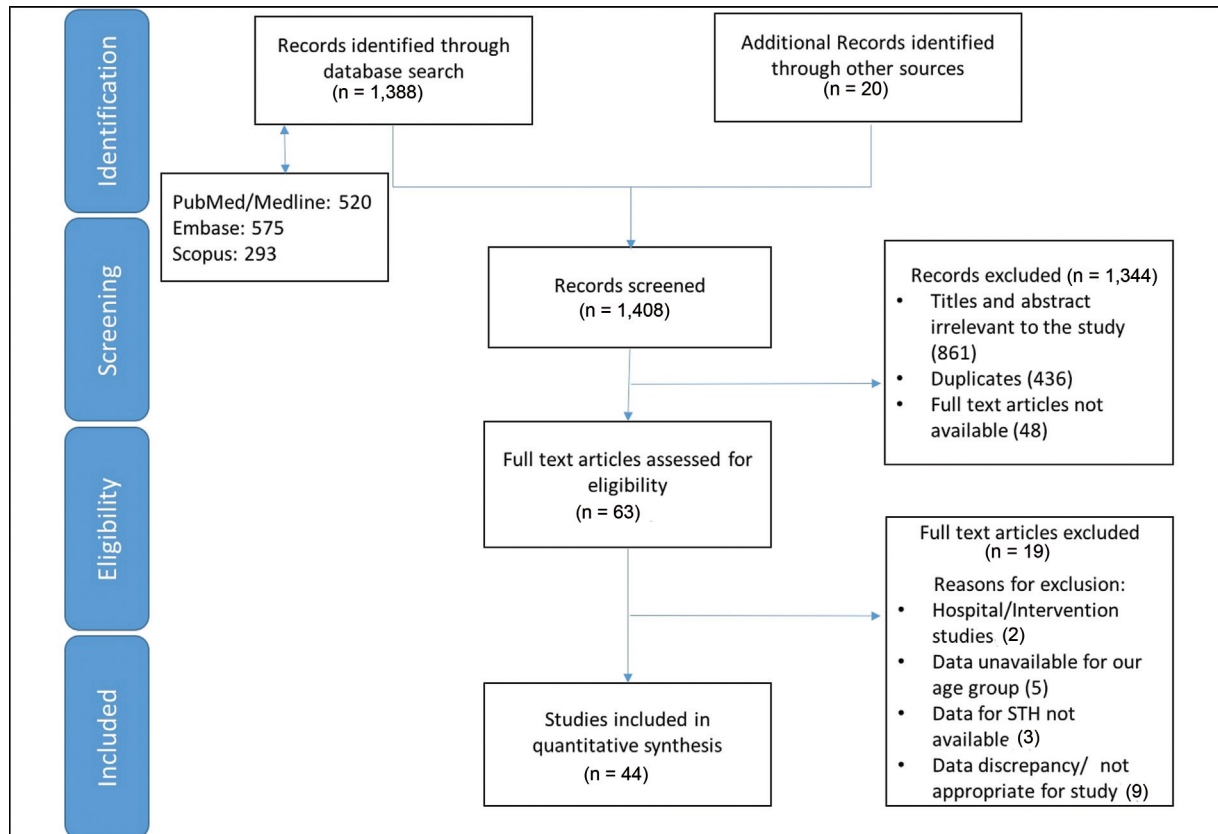 Identification
Records identified through
database search
(n = 1,388)
Additional Records identified
through other sources
(n = 20)
PubMed/Medline: 520
Embase: 575
Scopus: 293
Screening
Records screened
(n = 1,408)
Records excluded (n = 1,344)
• Titles and abstract
irrelevant to the study
(861)
• Duplicates (436)
• Full text articles not
available (48)
Eligibility
Full text articles assessed for
eligibility
(n = 63)
Full text articles excluded
(n = 19)
Reasons for exclusion:
• Hospital/Intervention
studies (2)
• Data unavailable for our
age group (5)
• Data for STH not
available (3)
• Data discrepancy/ not
appropriate for study (9)
Included
Studies included in
quantitative synthesis
(n = 44)